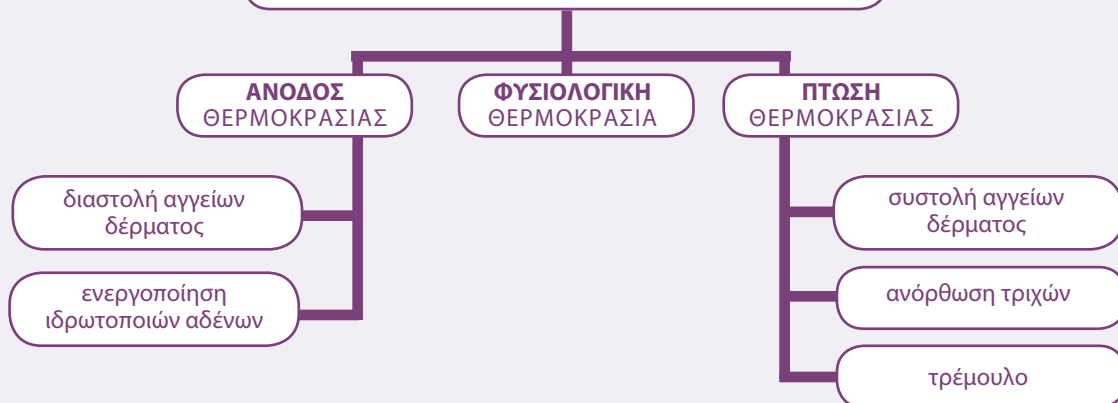 ΑΝΟΔΟΣ
ΘΕΡΜΟΚΡΑΣΙΑΣ
ΦΥΣΙΟΛΟΓΙΚΗ
ΘΕΡΜΟΚΡΑΣΙΑ
ΠΤΩΣΗ
ΘΕΡΜΟΚΡΑΣΙΑΣ
διαστολή αγγείων
δέρματος
ενεργοποίηση
ιδρωτοποιών αδένων
συστολή αγγείων
δέρματος
ανόρθωση τριχών
τρέμουλο